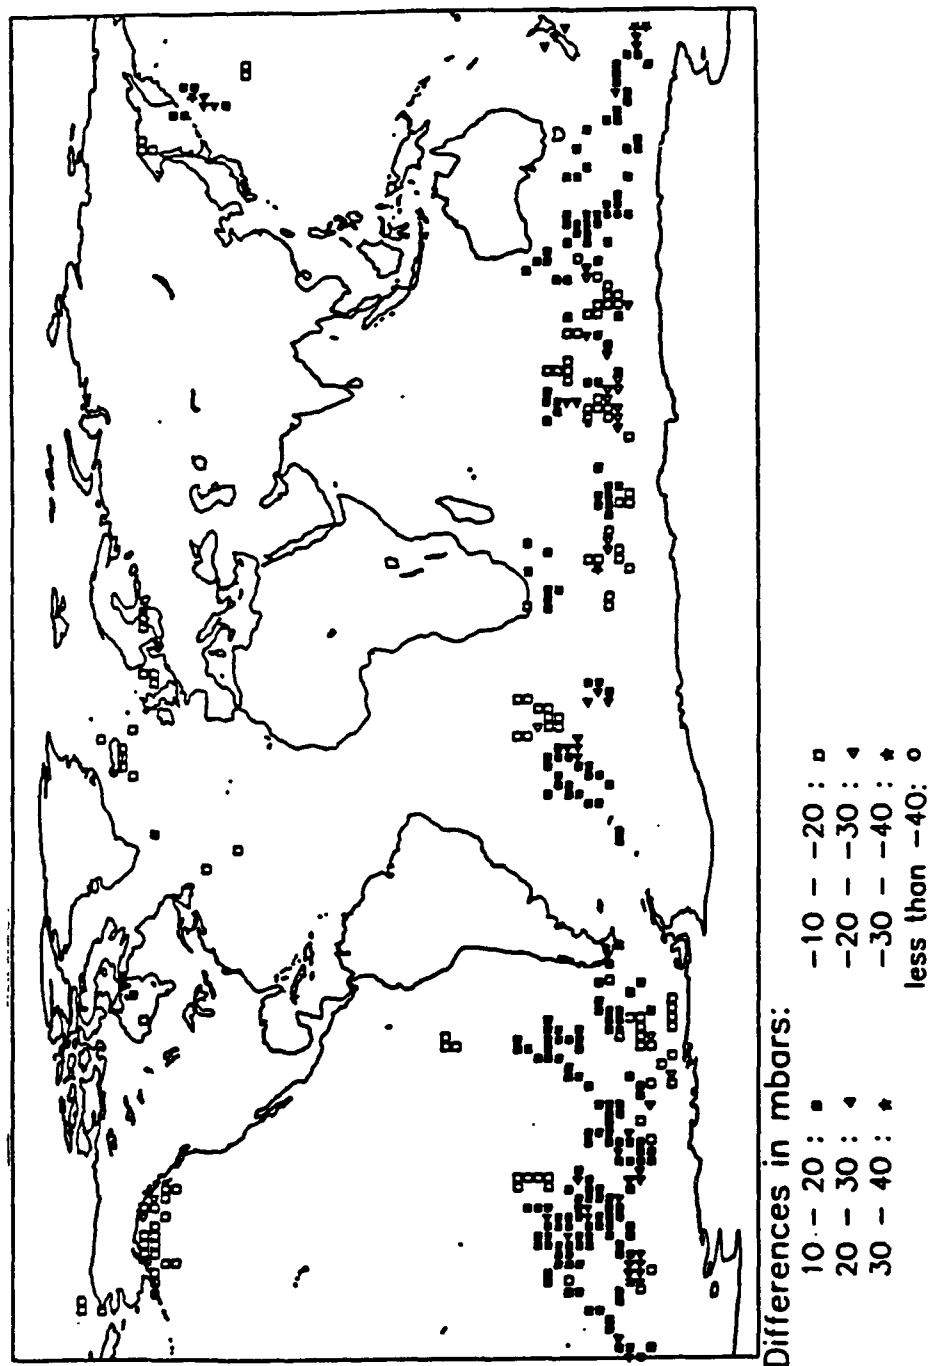 Differences in mbars:
10 – 20 : ■
20 – 30 : ◂
30 – 40 : ★
–10 – –20 : □
–20 – –30 : ◂
–30 – –40 : ★
less than –40: ○